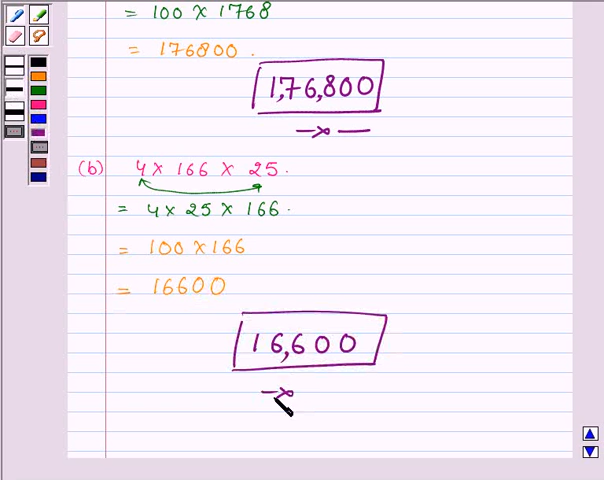 = 100 × 1768
= 176800.
1,76,800
(b) 4 × 166 × 25.
= 4 × 25 × 166.
= 100 × 166
= 16600
16,600